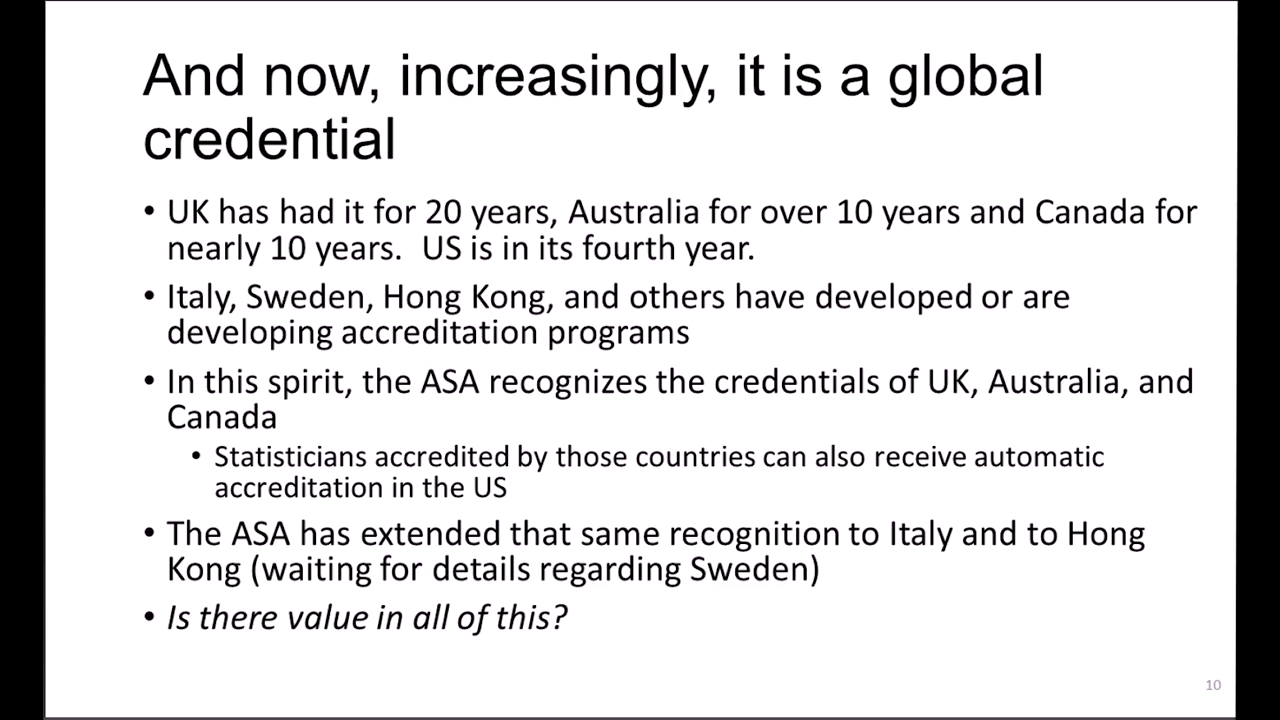 And now, increasingly, it is a global
credential
• UK has had it for 20 years, Australia for over 10 years and Canada for
nearly 10 years.  US is in its fourth year.
• Italy, Sweden, Hong Kong, and others have developed or are
developing accreditation programs
• In this spirit, the ASA recognizes the credentials of UK, Australia, and
Canada
• Statisticians accredited by those countries can also receive automatic
accreditation in the US
• The ASA has extended that same recognition to Italy and to Hong
Kong (waiting for details regarding Sweden)
• Is there value in all of this?
10